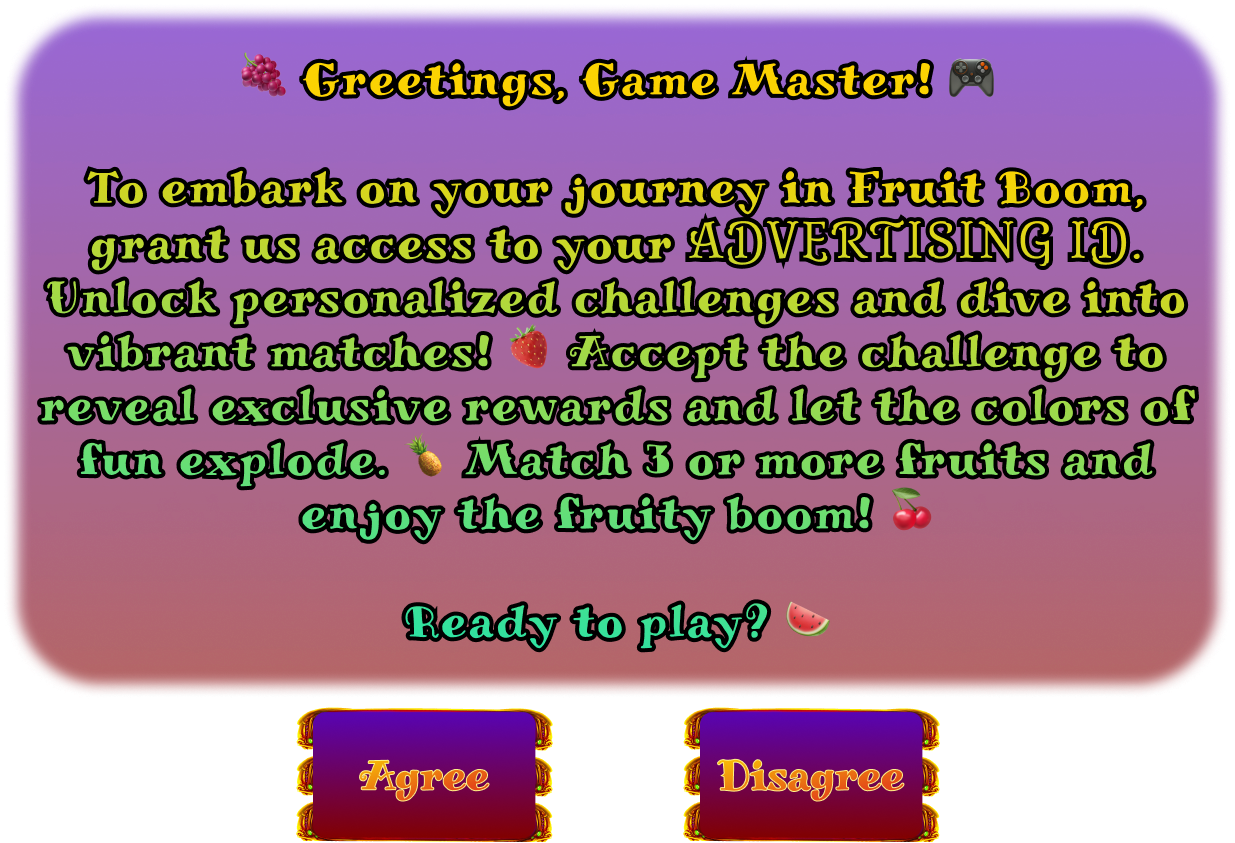 🍇 Greetings, Game Master! 🎮
To embark on your journey in Fruit Boom,
grant us access to your ADVERTISING ID.
Unlock personalized challenges and dive into
vibrant matches! 🍓 Accept the challenge to
reveal exclusive rewards and let the colors of
fun explode. 🍍 Match 3 or more fruits and
enjoy the fruity boom! 🍒
Ready to play? 🍉
Agree
Disagree